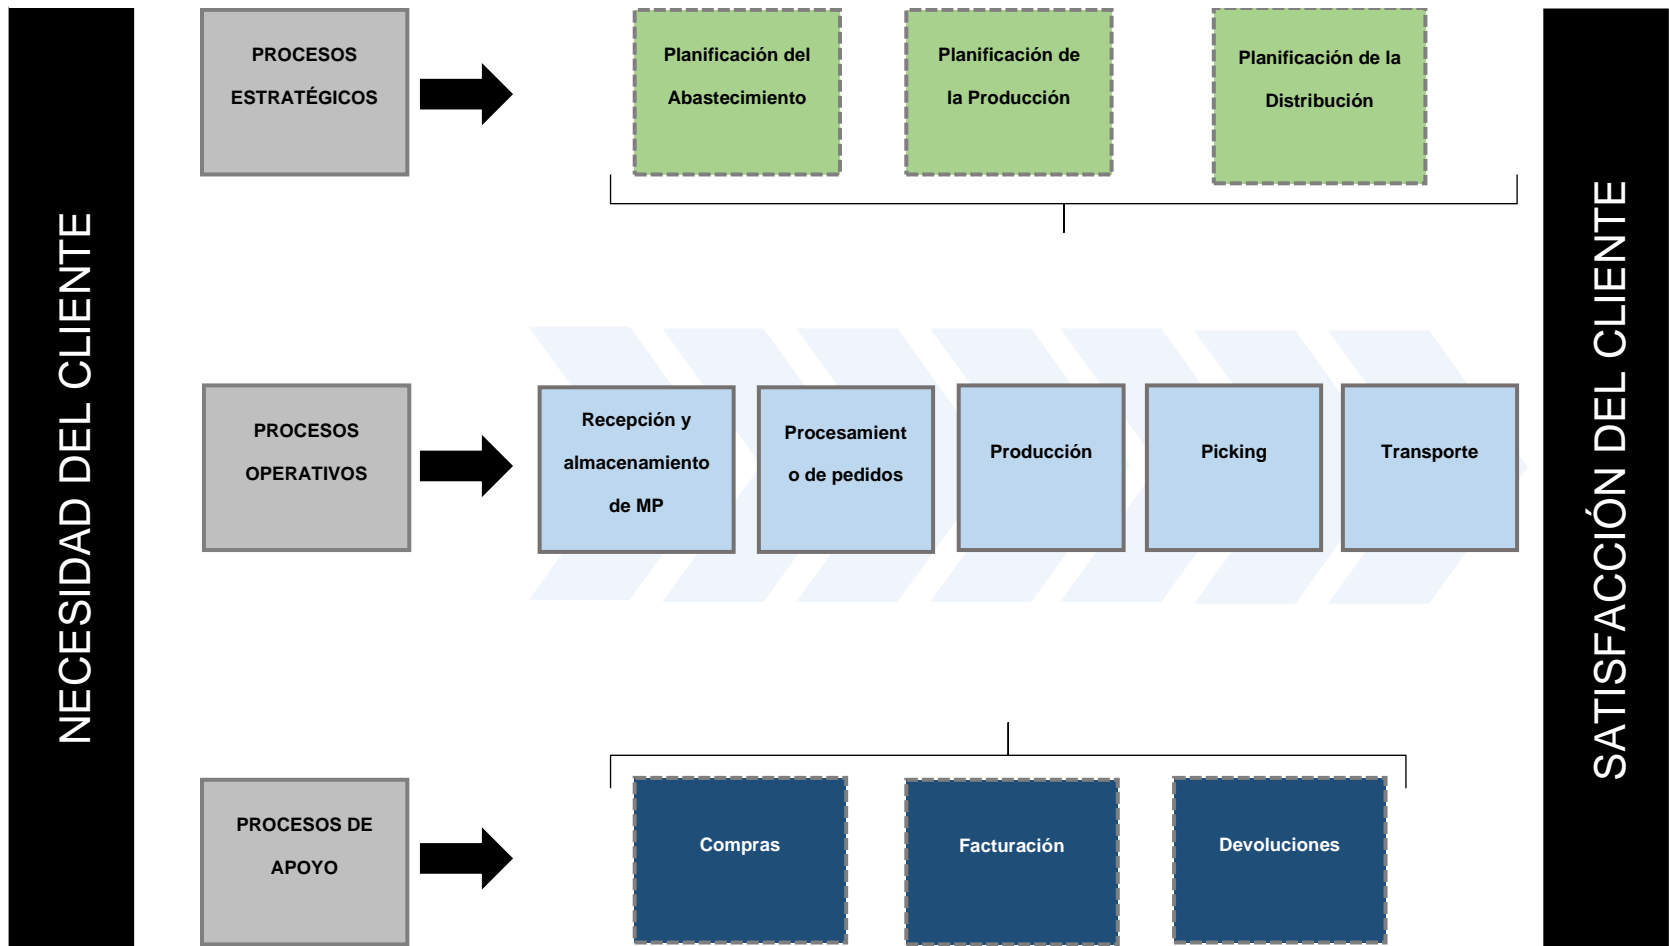 NECESIDAD DEL CLIENTE
PROCESOS
ESTRATÉGICOS
Planificación del
Abastecimiento
Planificación de
la Producción
Planificación de la
Distribución
PROCESOS
OPERATIVOS
Recepción y
almacenamiento
de MP
Procesamient
o de pedidos
Producción
Picking
Transporte
PROCESOS DE
APOYO
Compras
Facturación
Devoluciones
SATISFACCIÓN DEL CLIENTE